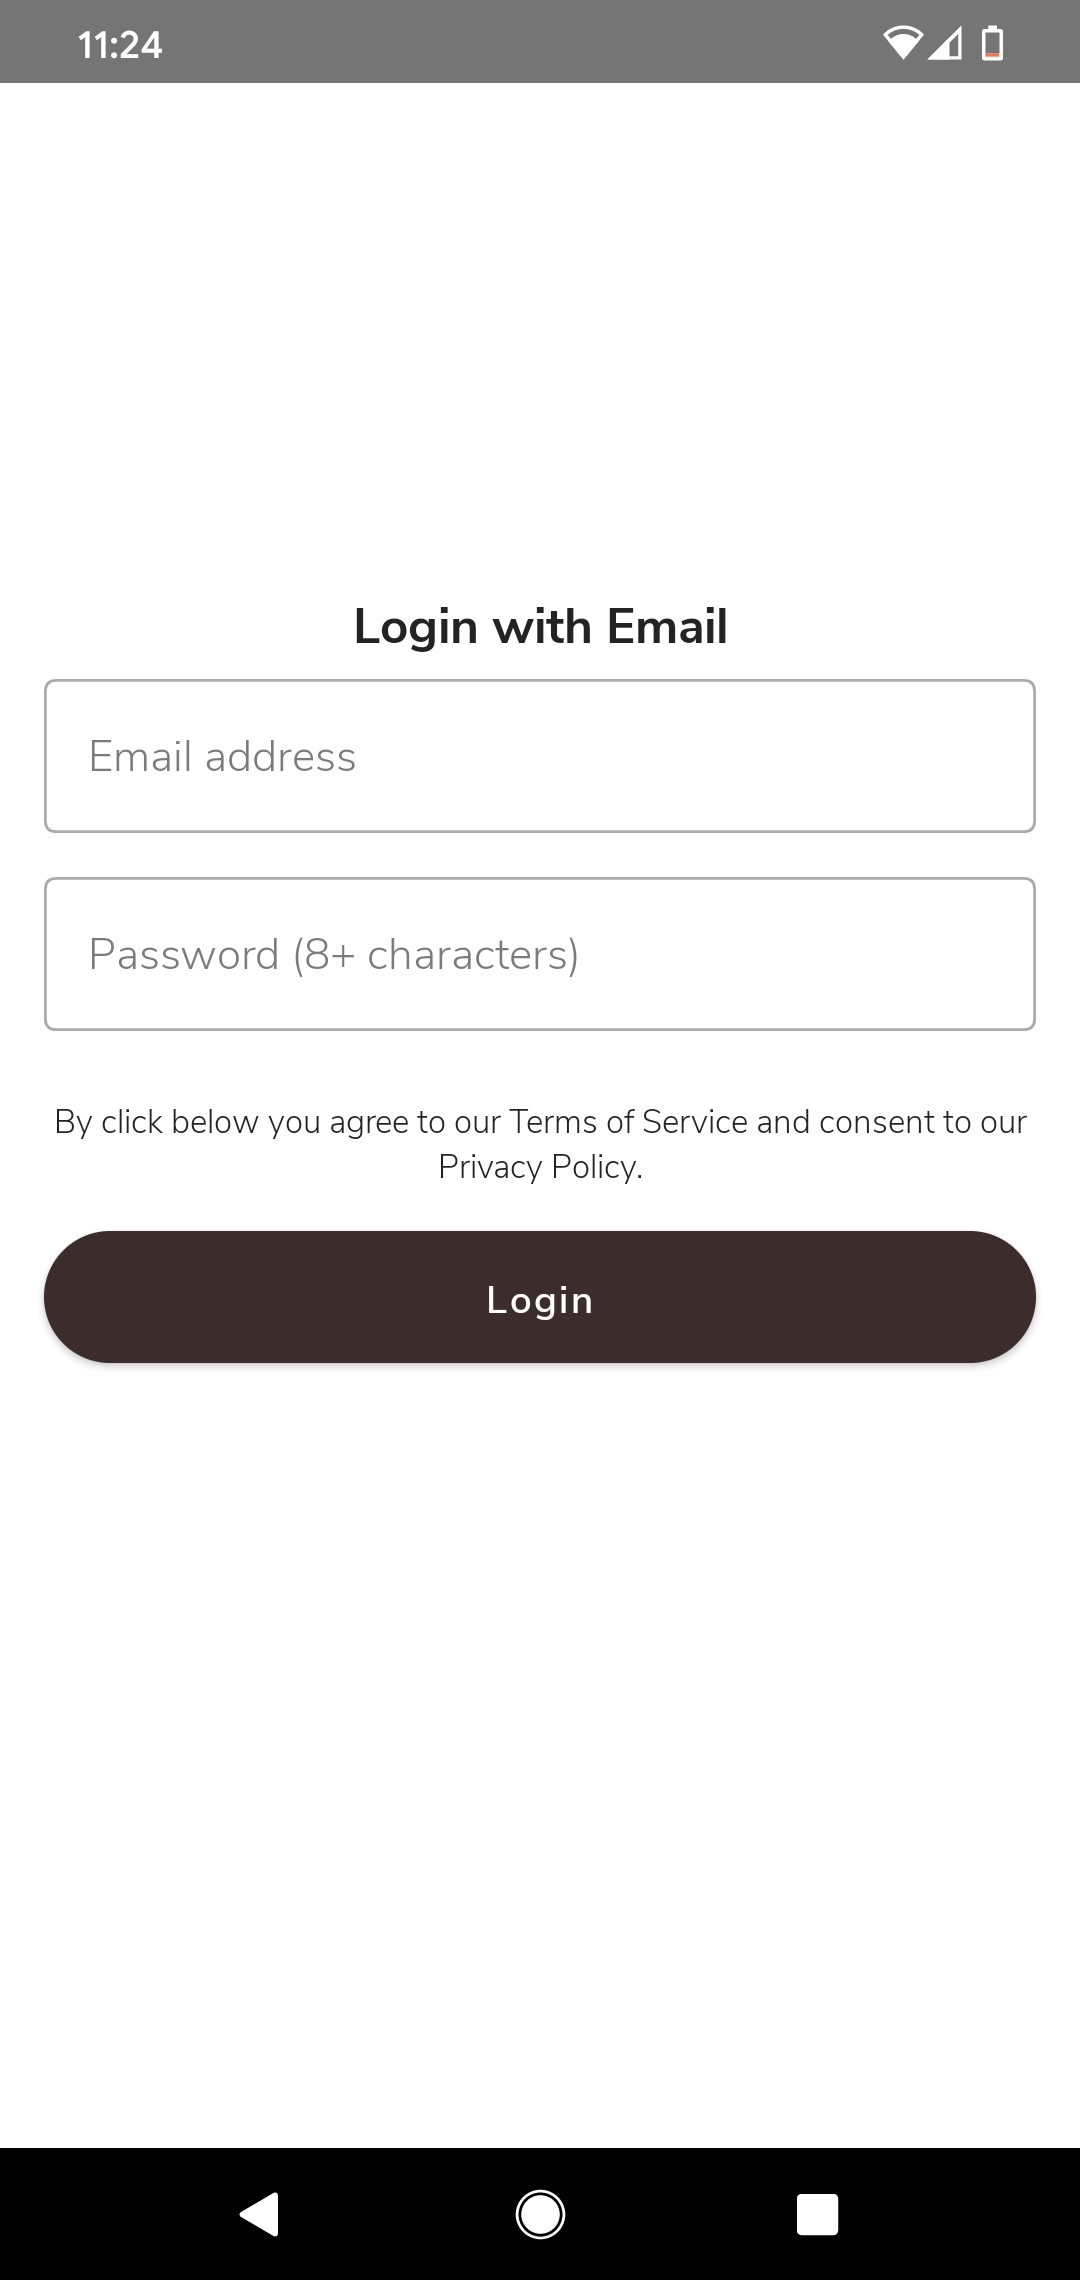 11:24
Login with Email
Email address
Password (8+ characters)
By click below you agree to our Terms of Service and consent to our
Privacy Policy.
Login